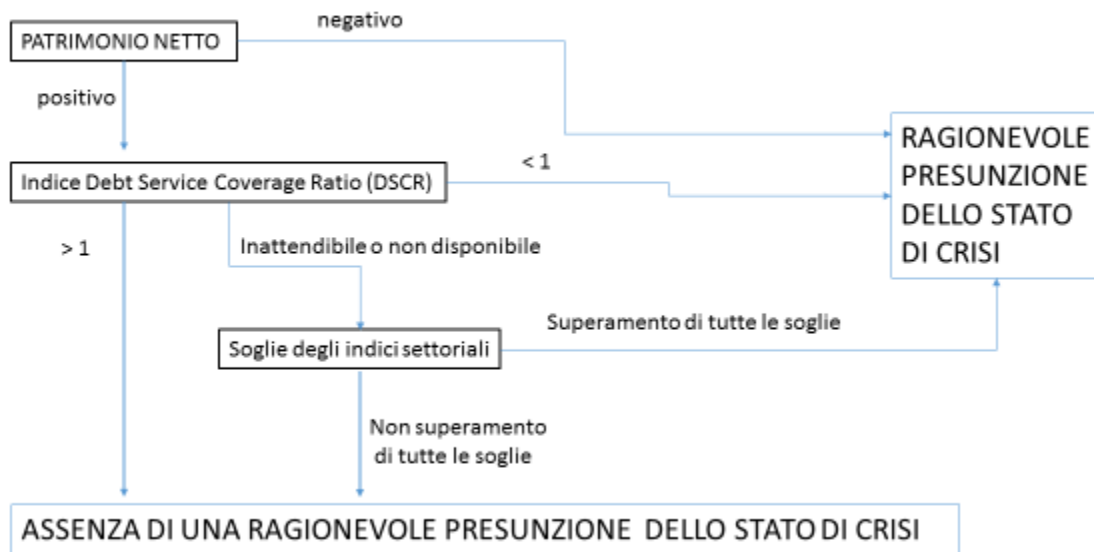 negativo
PATRIMONIO NETTO
positivo
RAGIONEVOLE
PRESUNZIONE
DELLO STATO
DI CRISI
< 1
Indice Debt Service Coverage Ratio (DSCR)
> 1
Inattendibile o non disponibile
Superamento di tutte le soglie
Soglie degli indici settoriali
Non superamento
di tutte le soglie
ASSENZA DI UNA RAGIONEVOLE PRESUNZIONE DELLO STATO DI CRISI